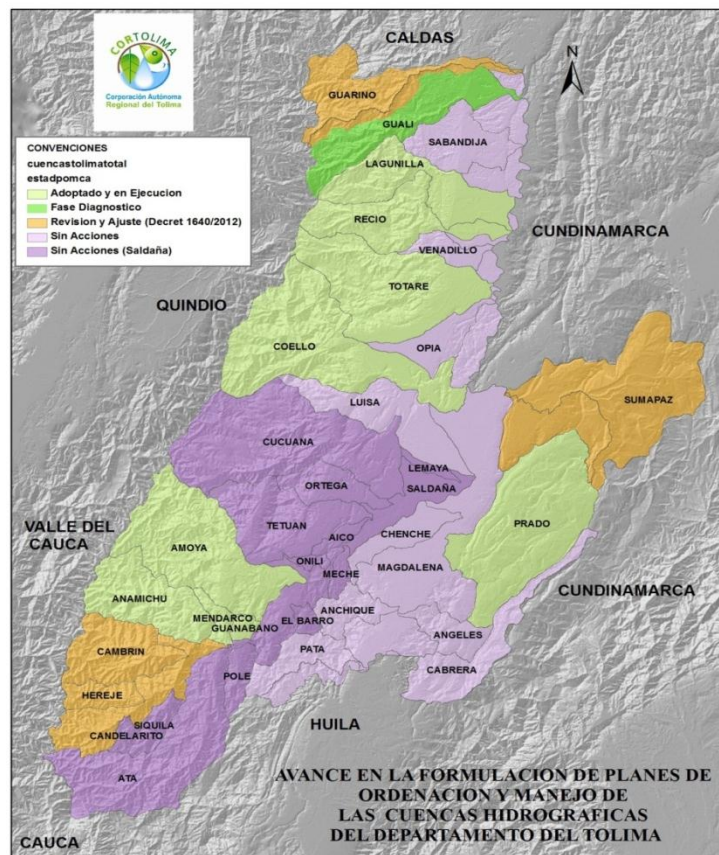 CALDAS
CORTOLIMA
Corporación Autónoma
Regional del Tolima
N
GUARINO
GUALI
SABANDIJA
CONVENCIONES
cuencastolimatotal
estadpomca
Adoptado y en Ejecucion
Fase Diagnostico
Revision y Ajuste (Decret 1640/2012)
Sin Acciones
Sin Acciones (Saldaña)
LAGUNILLA
RECIO
CUNDINAMARCA
VENADILLO
QUINDIO
TOTARE
COELLO
OPIA
LUISA
SUMAPAZ
CUCUANA
LEMAYA
ORTEGA
SALDAÑA
VALLE DEL
CAUCA
TETUAN
AICO
CHENCHE
PRADO
AMOYA
ONILI
MECHE
MAGDALENA
CUNDINAMARCA
ANAMICHU
MENDARCO
GUANABANO
EL BARRO
ANCHIQUE
ANGELES
CAMBRIN
PATA
CABRERA
POLE
HEREJE
SIQUILA
CANDELARITO
HUILA
ATA
CAUCA
AVANCE EN LA FORMULACION DE PLANES DE
ORDENACION Y MANEJO DE
LAS CUENCAS HIDROGRAFICAS
DEL DEPARTAMENTO DEL TOLIMA